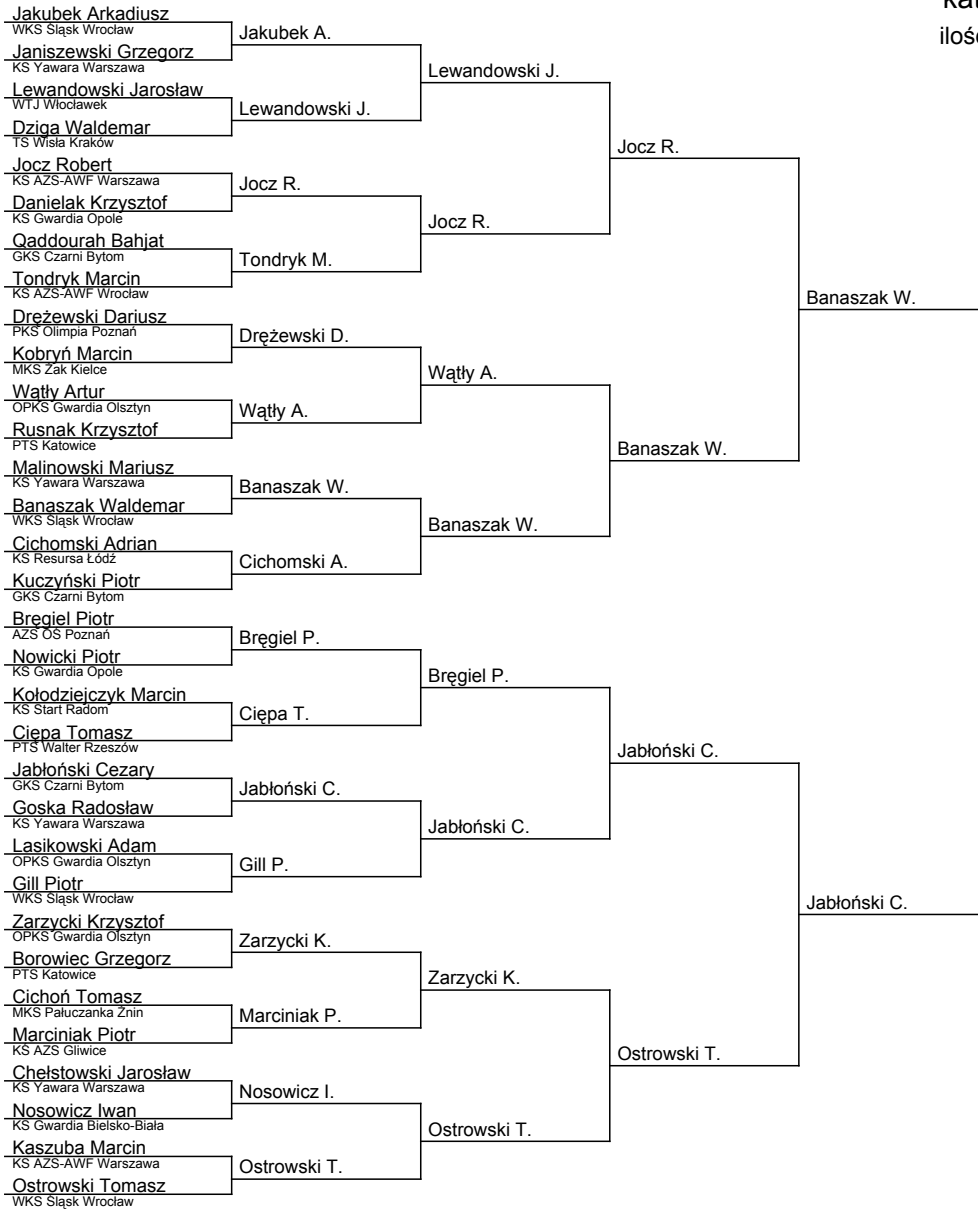 kat
ilość
Jakubek Arkadiusz
WKS Śląsk Wrocław
Janiszewski Grzegorz
KS Yawara Warszawa
Lewandowski Jarosław
WTJ Włocławek
Dziga Waldemar
TS Wisła Kraków
Jocz Robert
KS AZS-AWF Warszawa
Danielak Krzysztof
KS Gwardia Opole
Qaddourah Bahjat
GKS Czarni Bytom
Tondryk Marcin
KS AZS-AWF Wrocław
Drężewski Dariusz
PKS Olimpia Poznań
Kobryń Marcin
MKS Żak Kielce
Wątły Artur
OPKS Gwardia Olsztyn
Rusnak Krzysztof
PTS Katowice
Malinowski Mariusz
KS Yawara Warszawa
Banaszak Waldemar
WKS Śląsk Wrocław
Cichomski Adrian
KS Resursa Łódź
Kuczyński Piotr
GKS Czarni Bytom
Bręgiel Piotr
AZS OŚ Poznań
Nowicki Piotr
KS Gwardia Opole
Kołodziejczyk Marcin
KS Start Radom
Ciępa Tomasz
PTS Walter Rzeszów
Jabłoński Cezary
GKS Czarni Bytom
Goska Radosław
KS Yawara Warszawa
Lasikowski Adam
OPKS Gwardia Olsztyn
Gill Piotr
WKS Śląsk Wrocław
Zarzycki Krzysztof
OPKS Gwardia Olsztyn
Borowiec Grzegorz
PTS Katowice
Cichoń Tomasz
MKS Pałuczanka Żnin
Marciniak Piotr
KŚ AZS Gliwice
Chełstowski Jarosław
KS Yawara Warszawa
Nosowicz Iwan
KS Gwardia Bielsko-Biała
Kaszuba Marcin
KS AZS-AWF Warszawa
Ostrowski Tomasz
WKS Śląsk Wrocław
Jakubek A.
Lewandowski J.
Jocz R.
Tondryk M.
Drężewski D.
Wątły A.
Banaszak W.
Cichomski A.
Bręgiel P.
Ciępa T.
Jabłoński C.
Gill P.
Zarzycki K.
Marciniak P.
Nosowicz I.
Ostrowski T.
Lewandowski J.
Jocz R.
Wątły A.
Banaszak W.
Bręgiel P.
Jabłoński C.
Zarzycki K.
Ostrowski T.
Jocz R.
Banaszak W.
Jabłoński C.
Ostrowski T.
Banaszak W.
Jabłoński C.